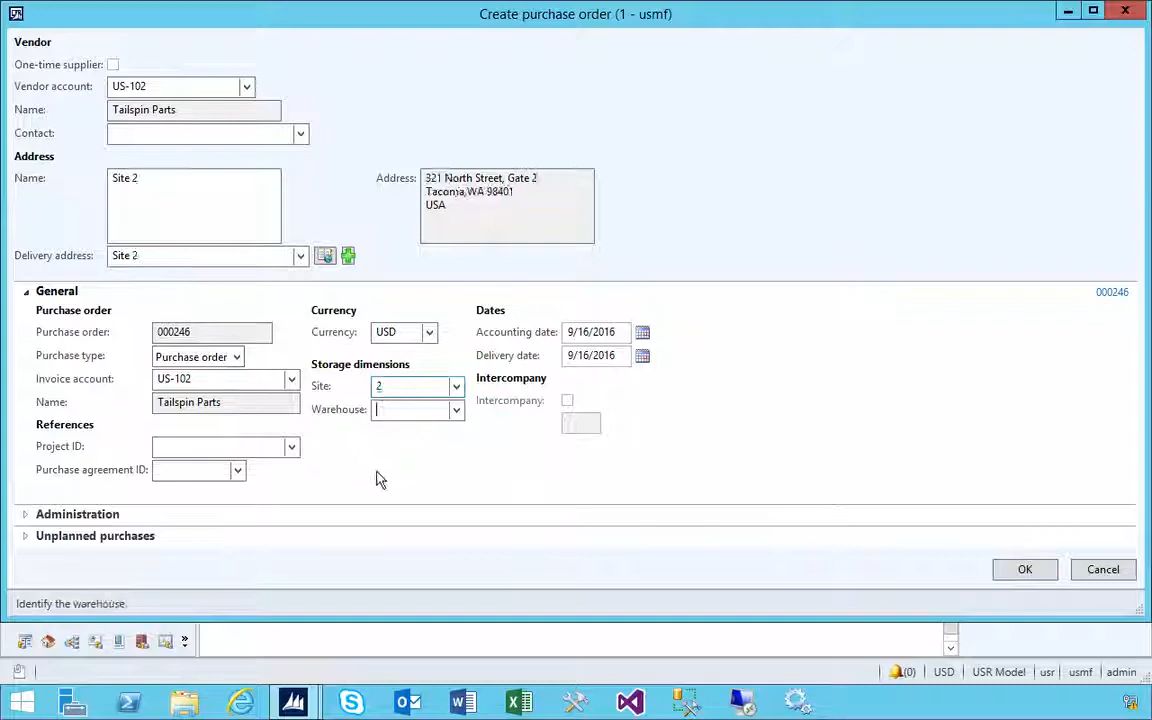 Create purchase order (1 - usmf)
Vendor
One-time supplier:
Vendor account: US-102
Name: Tailspin Parts
Contact:
Address
Name: Site 2
Address: 321 North Street, Gate 2
Tacoma,WA 98401
USA
Delivery address: Site 2
General
000246
Purchase order
Currency
Dates
Purchase order: 000246
Currency: USD
Accounting date: 9/16/2016
Purchase type: Purchase order
Storage dimensions
Delivery date: 9/16/2016
Invoice account: US-102
Site: 2
Intercompany
Name: Tailspin Parts
Warehouse:
Intercompany:
References
Project ID:
Purchase agreement ID:
Administration
Unplanned purchases
OK
Cancel
Identify the warehouse.
(0)
USD
USR Model
usr
usmf
admin